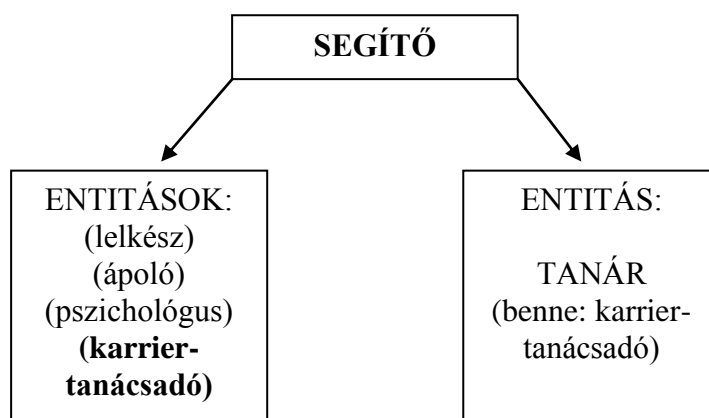 SEGÍTŐ
ENTITÁSOK:
(lelkész)
(ápoló)
(pszichológus)
(karrier-
tanácsadó)
ENTITÁS:
TANÁR
(benne: karrier-
tanácsadó)